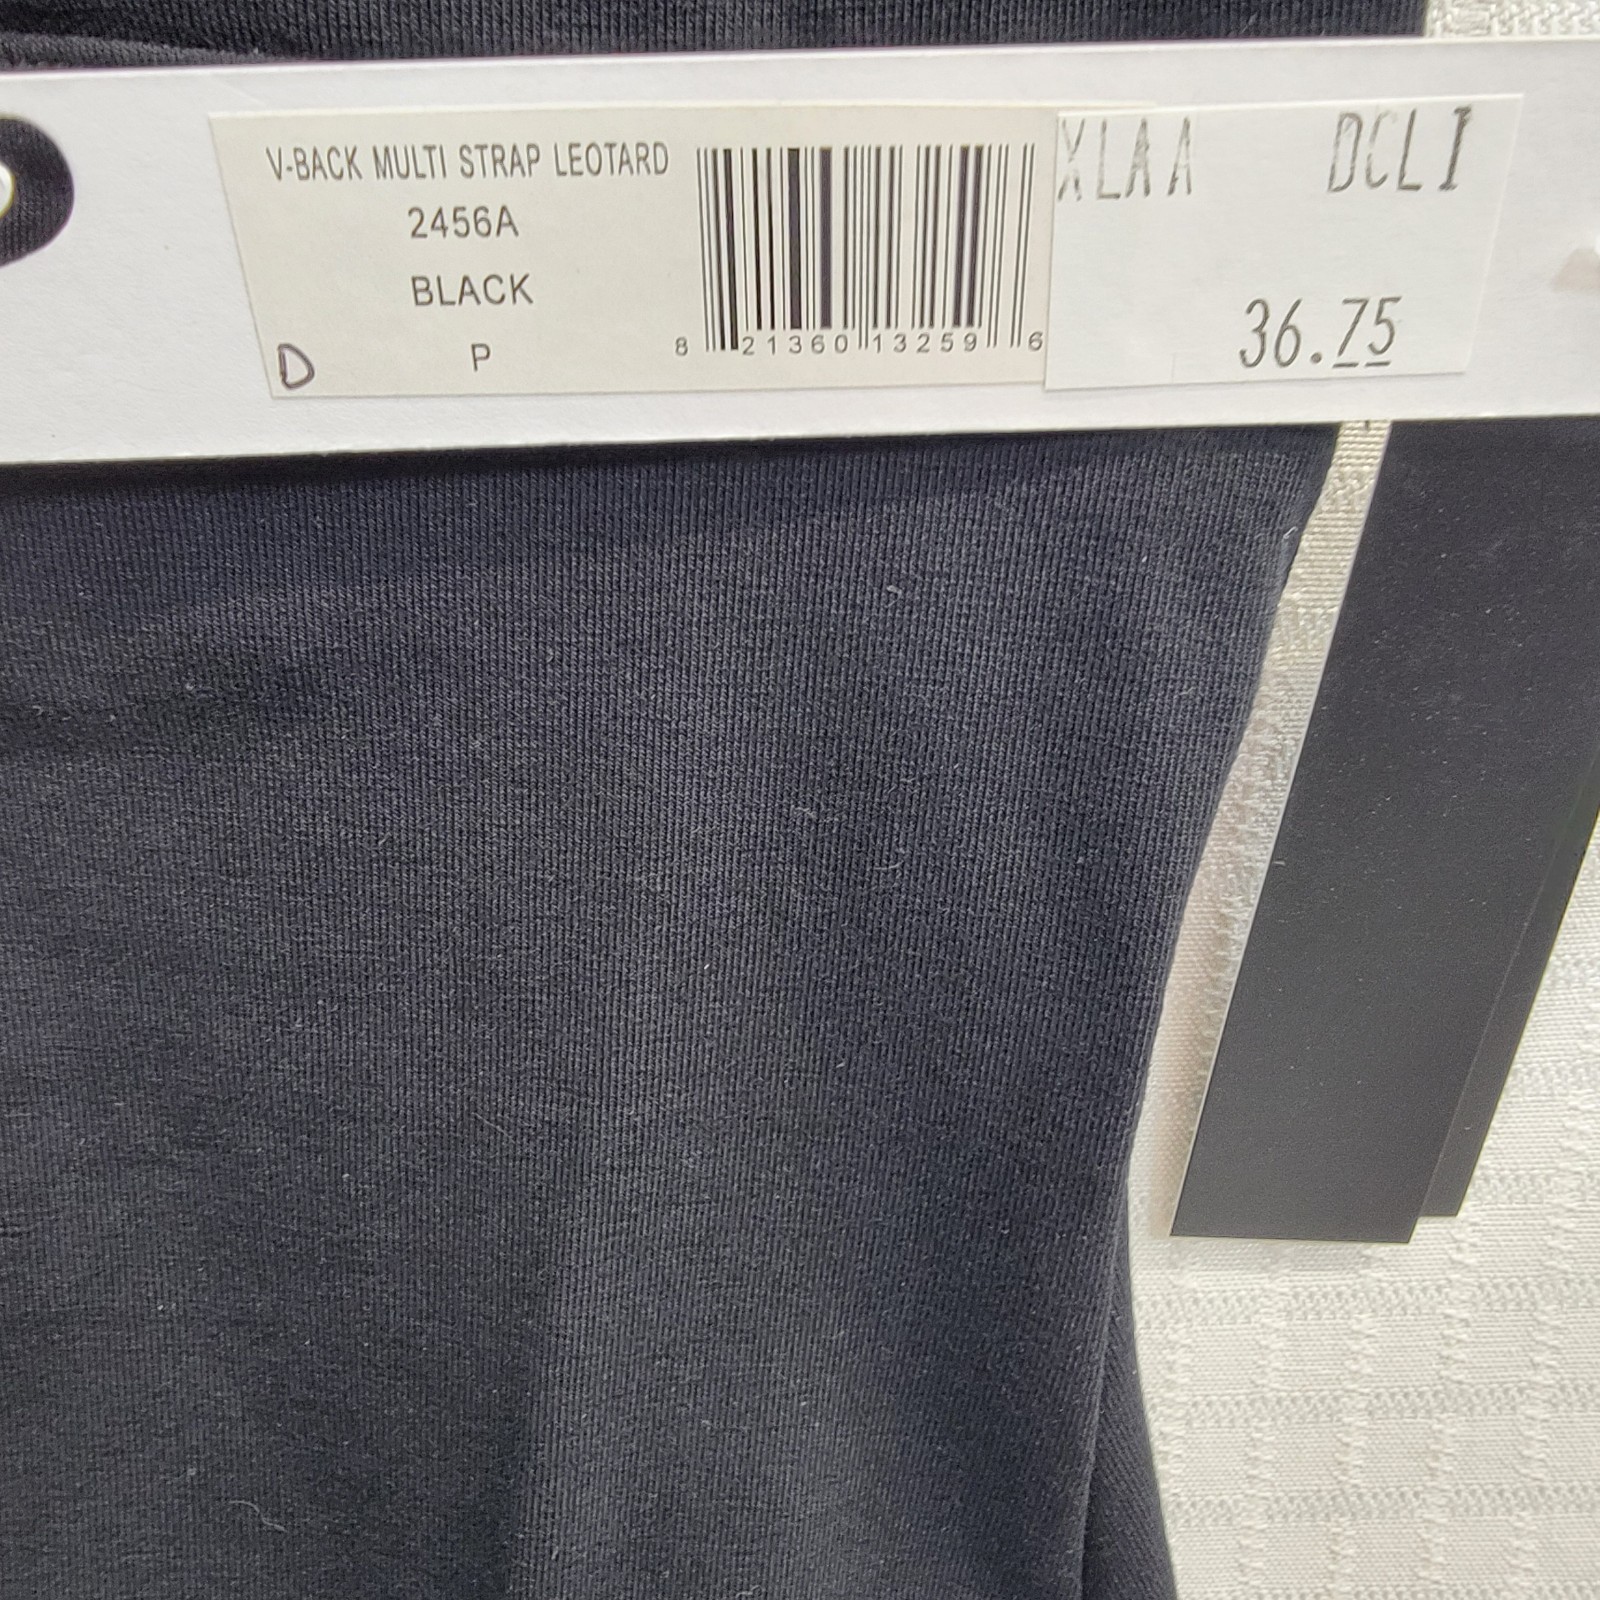 V-BACK MULTI STRAP LEOTARD
2456A
BLACK
D P
8 21360 13259 6
XLAA DCLI
36.75